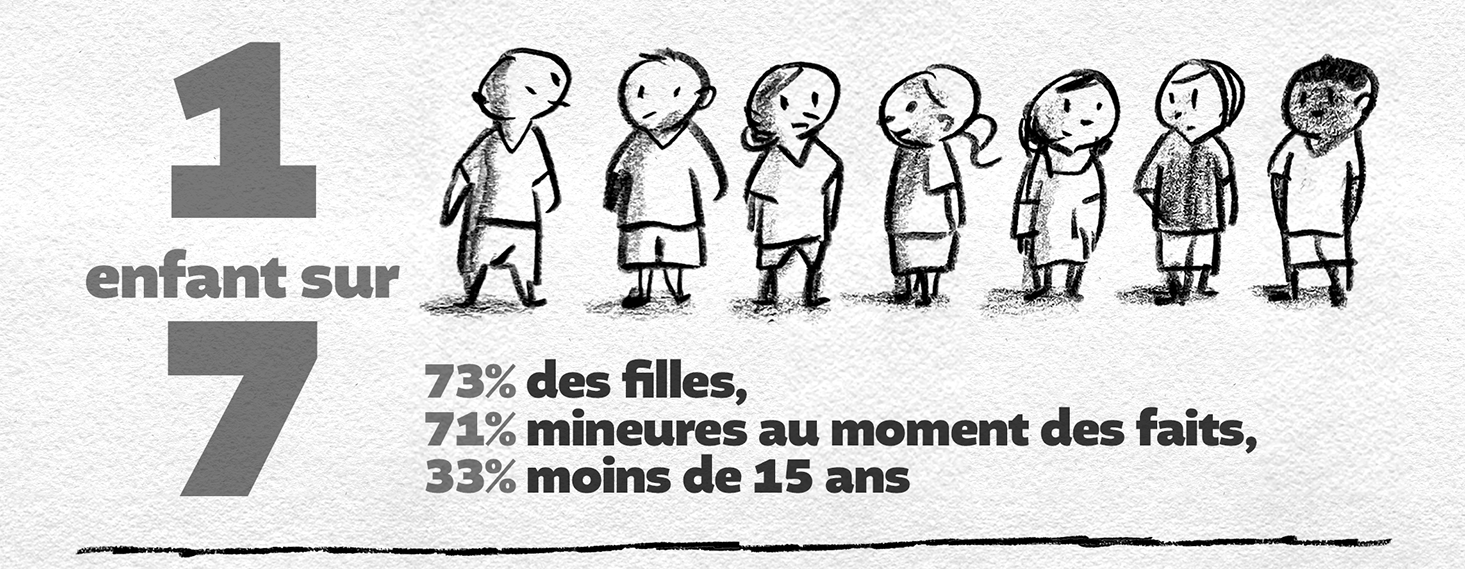 1
enfant sur
7
73% des filles,
71% mineures au moment des faits,
33% moins de 15 ans